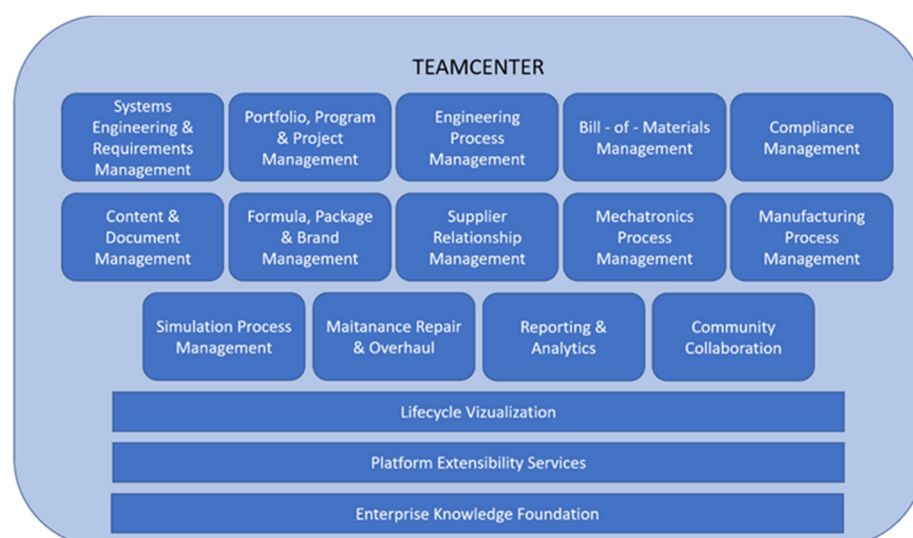 TEAMCENTER
Systems
Engineering &
Requirements
Management
Portfolio, Program
& Project
Management
Engineering
Process
Management
Bill - of - Materials
Management
Compliance
Management
Content &
Document
Management
Formula, Package
& Brand
Management
Supplier
Relationship
Management
Mechatronics
Process
Management
Manufacturing
Process
Management
Simulation Process
Management
Maitanance Repair
& Overhaul
Reporting &
Analytics
Community
Collaboration
Lifecycle Vizualization
Platform Extensibility Services
Enterprise Knowledge Foundation